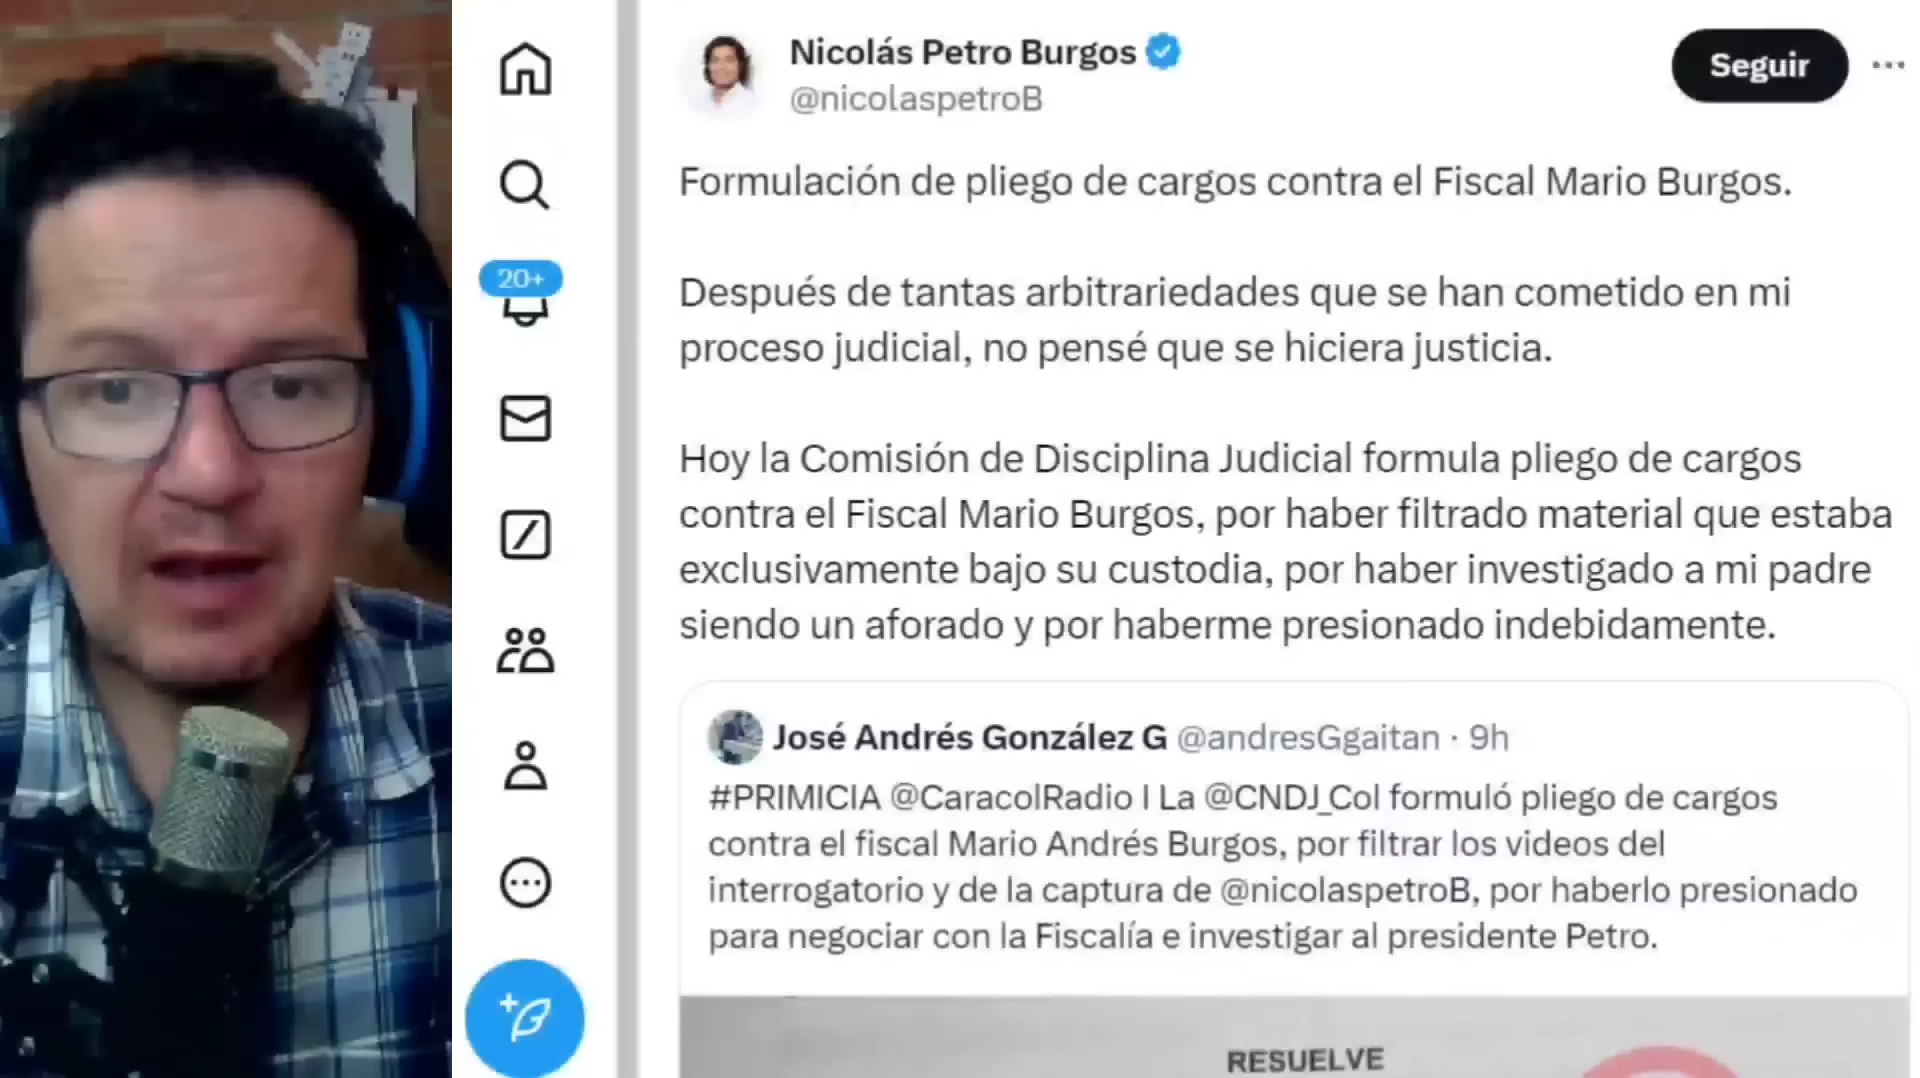 Nicolás Petro Burgos
@nicolaspetroB
Seguir
20+
Formulación de pliego de cargos contra el Fiscal Mario Burgos.
Después de tantas arbitrariedades que se han cometido en mi
proceso judicial, no pensé que se hiciera justicia.
Hoy la Comisión de Disciplina Judicial formula pliego de cargos
contra el Fiscal Mario Burgos, por haber filtrado material que estaba
exclusivamente bajo su custodia, por haber investigado a mi padre
siendo un aforado y por haberme presionado indebidamente.
José Andrés González G @andresGgaitan · 9h
#PRIMICIA @CaracolRadio I La @CNDJ_Col formuló pliego de cargos
contra el fiscal Mario Andrés Burgos, por filtrar los videos del
interrogatorio y de la captura de @nicolaspetroB, por haberlo presionado
para negociar con la Fiscalía e investigar al presidente Petro.
RESUELVE